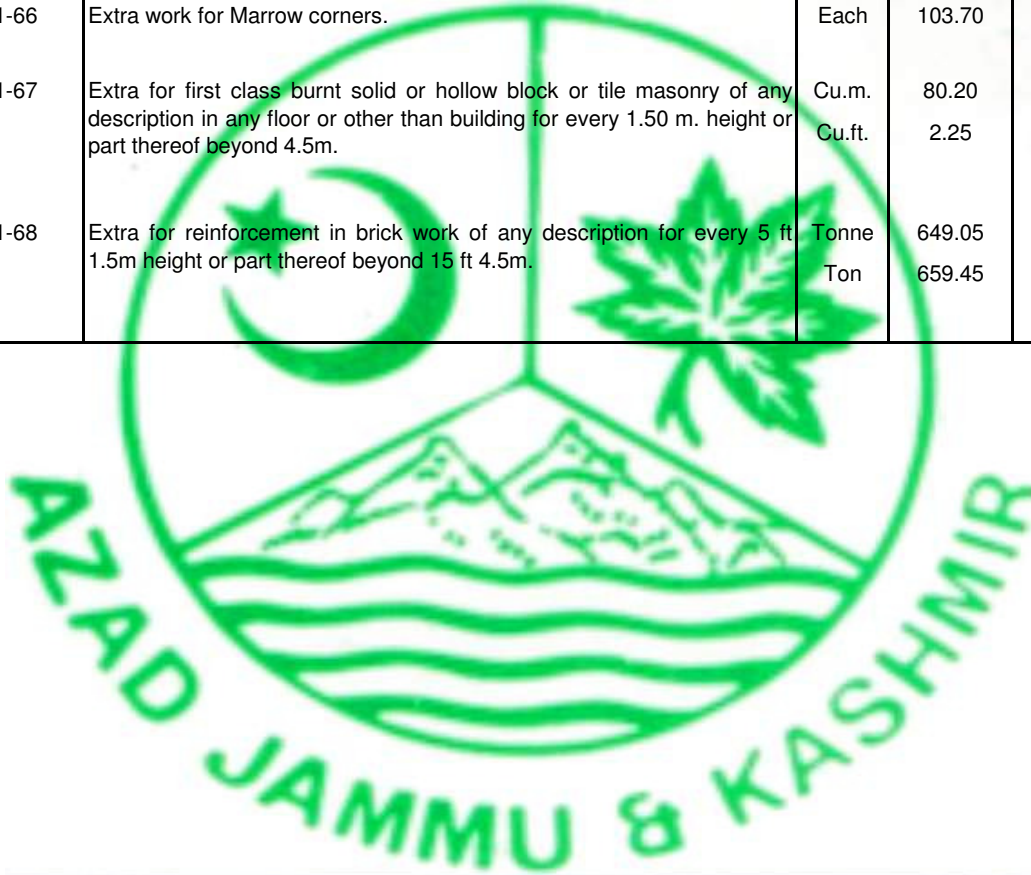 -66 Extra work for Marrow corners. Each 103.70
-67 Extra for first class burnt solid or hollow block or tile masonry of any Cu.m. 80.20
description in any floor or other than building for every 1.50 m. height or
Cu.ft. 2.25
part thereof beyond 4.5m.
-68 Extra for reinforcement in brick work of any description for every 5 ft Tonne 649.05
1.5m height or part thereof beyond 15 ft 4.5m.
Ton 659.45
AZAD JAMMU & KASHMIR